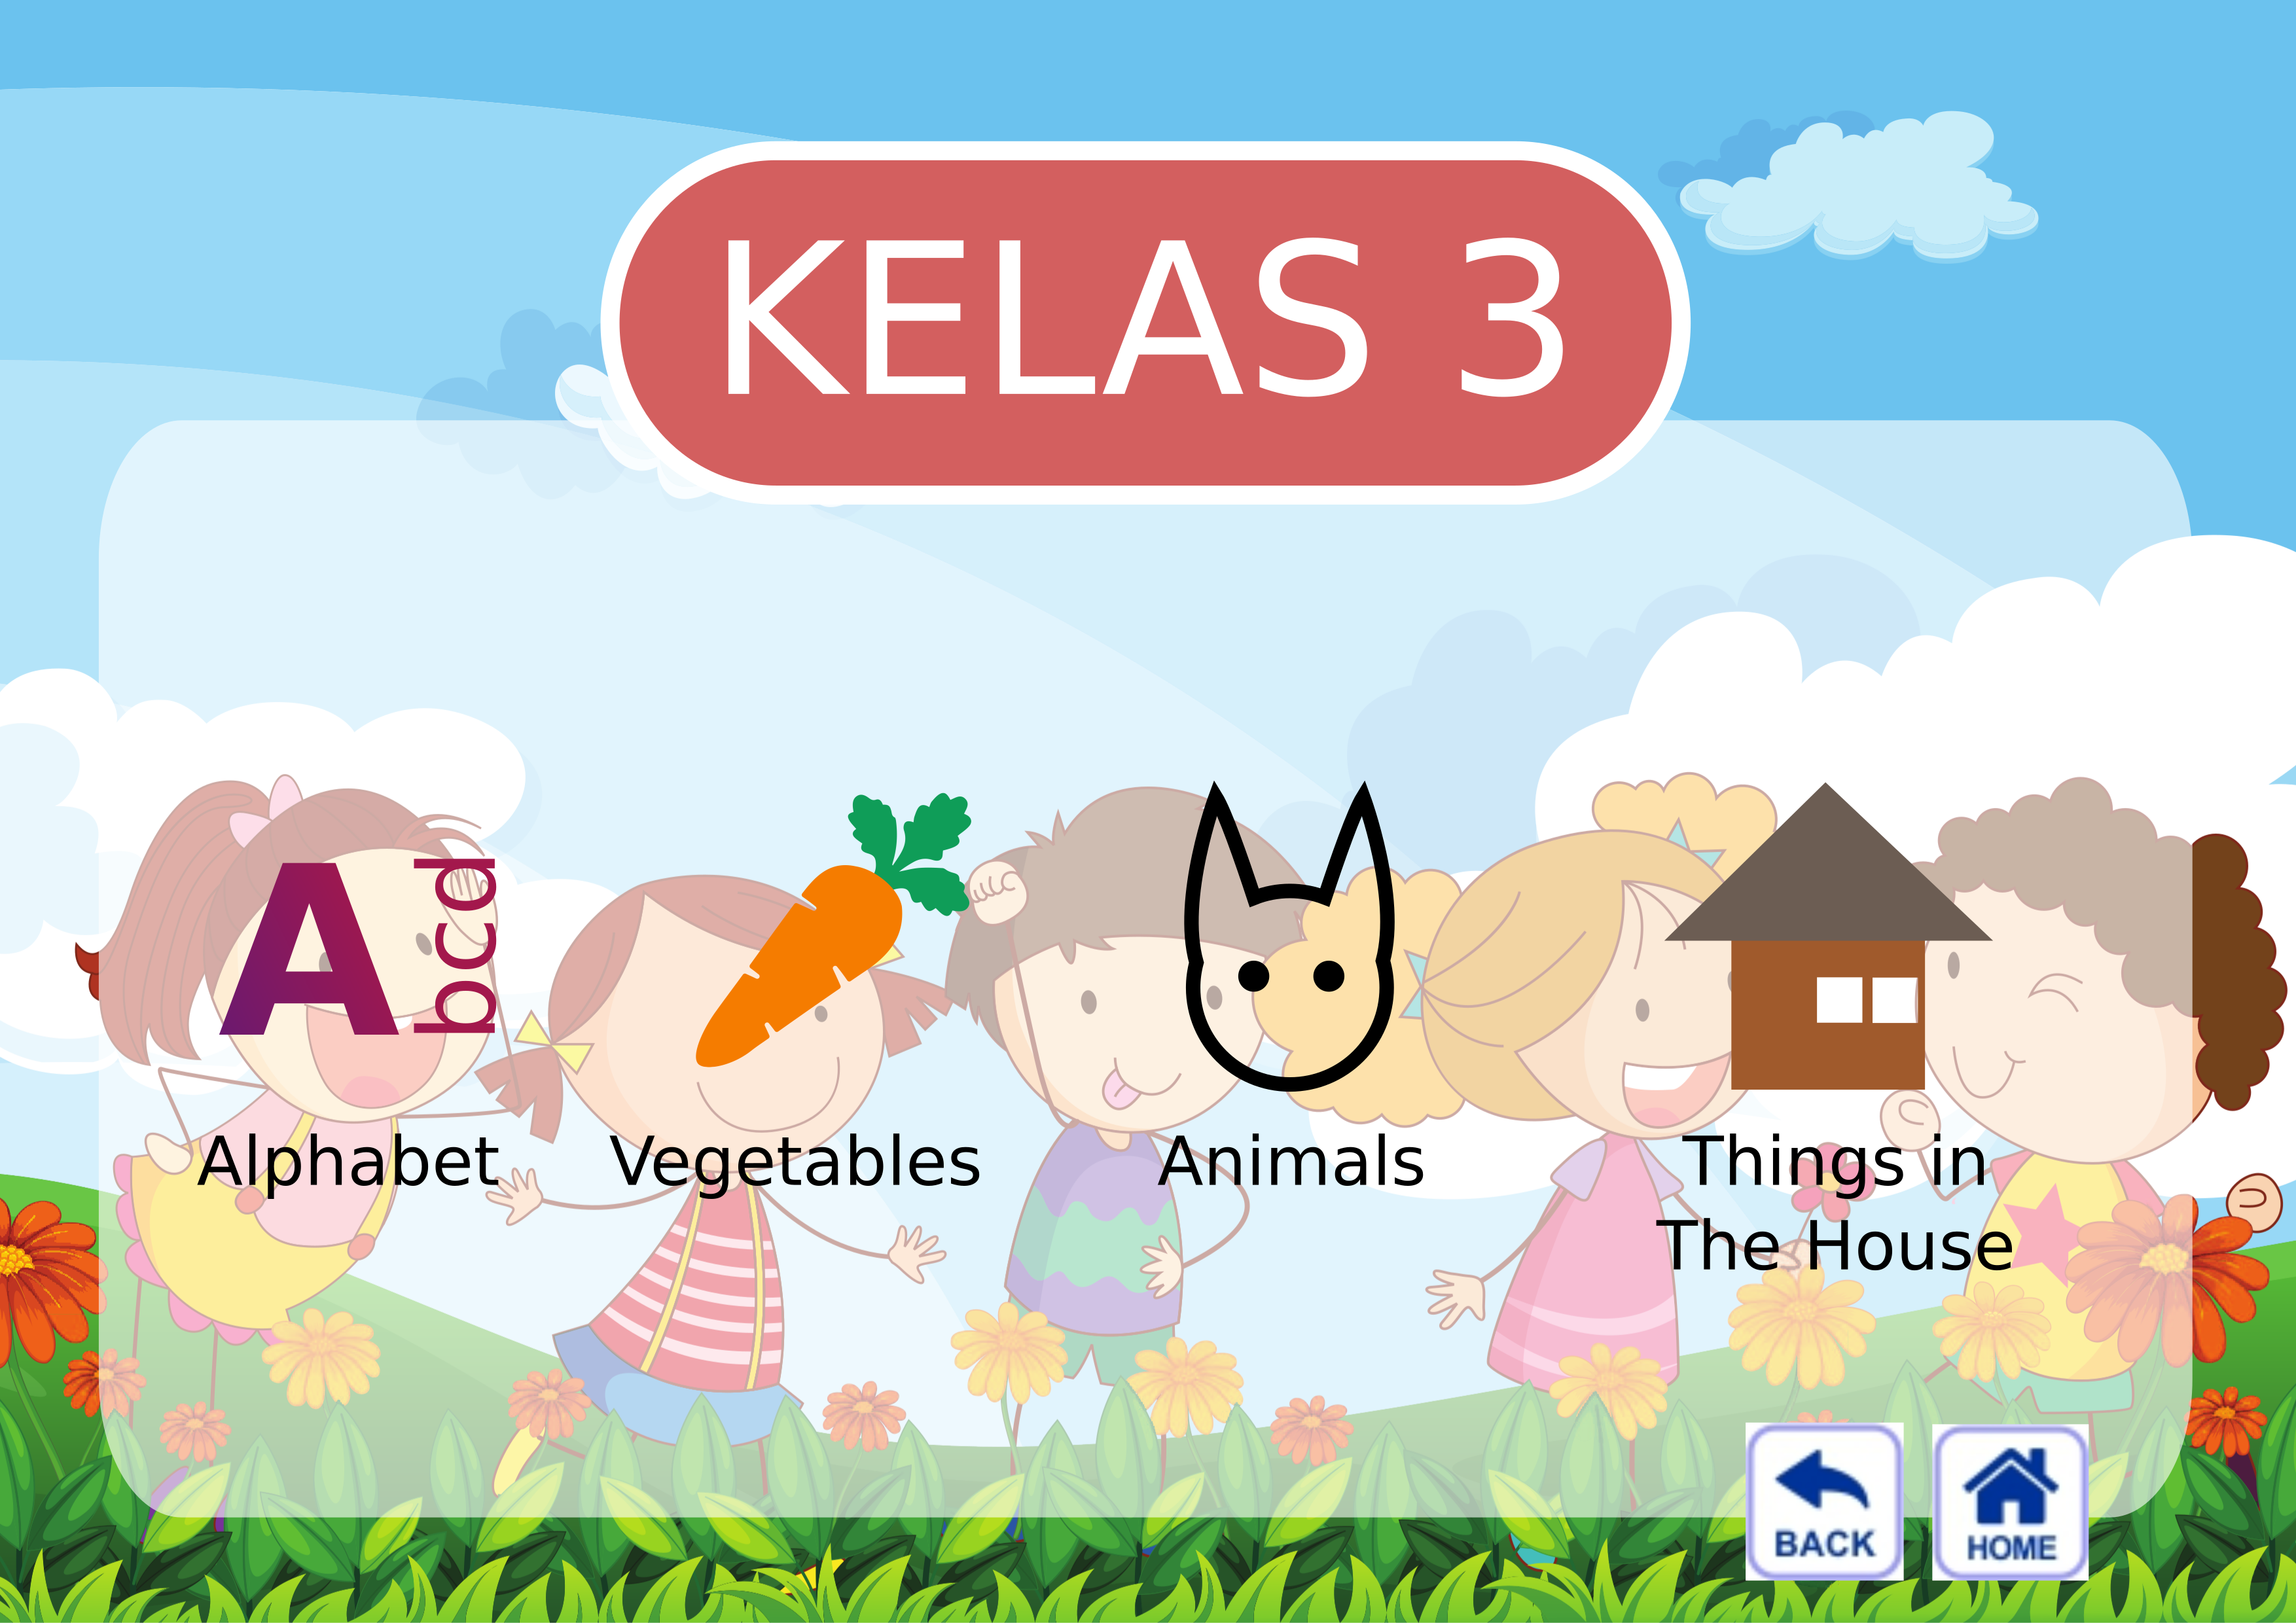 KELAS 3
A bcd
Alphabet
Vegetables
Animals
Things in
The House
BACK
HOME